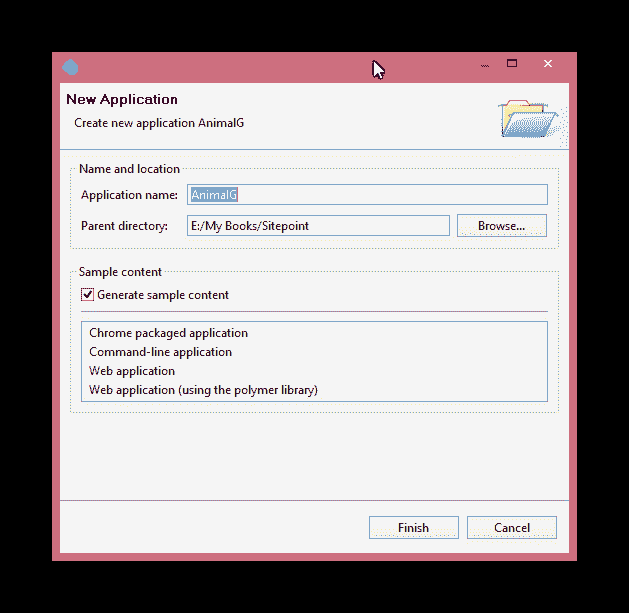 New Application
Create new application AnimalG
Name and location
Application name: AnimalG
Parent directory: E:/My Books/Sitepoint Browse...
Sample content
Generate sample content
Chrome packaged application
Command-line application
Web application
Web application (using the polymer library)
Finish Cancel